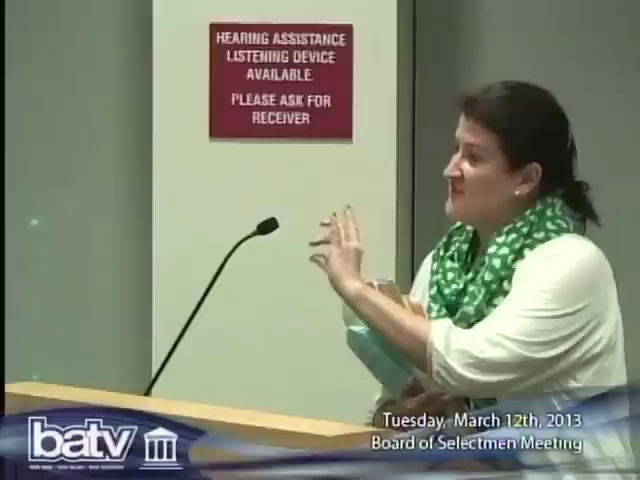 HEARING ASSISTANCE
LISTENING DEVICE
AVAILABLE.
PLEASE ASK FOR
RECEIVER
Tuesday, March 12th, 2013
Board of Selectmen Meeting
batv